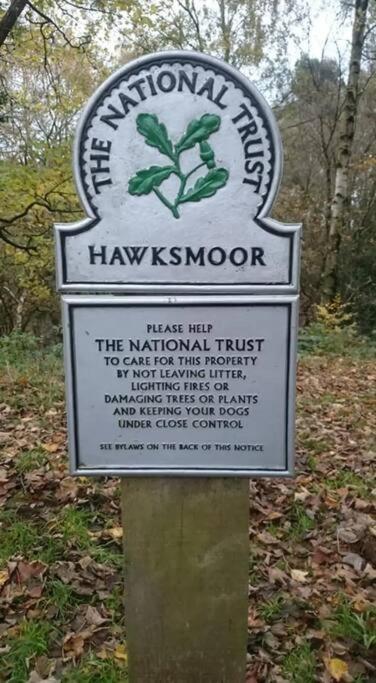 THE NATIONAL TRUST
HAWKSMOOR
PLEASE HELP
THE NATIONAL TRUST
TO CARE FOR THIS PROPERTY
BY NOT LEAVING LITTER,
LIGHTING FIRES OR
DAMAGING TREES OR PLANTS
AND KEEPING YOUR DOGS
UNDER CLOSE CONTROL
SEE BYLAWS ON THE BACK OF THIS NOTICE